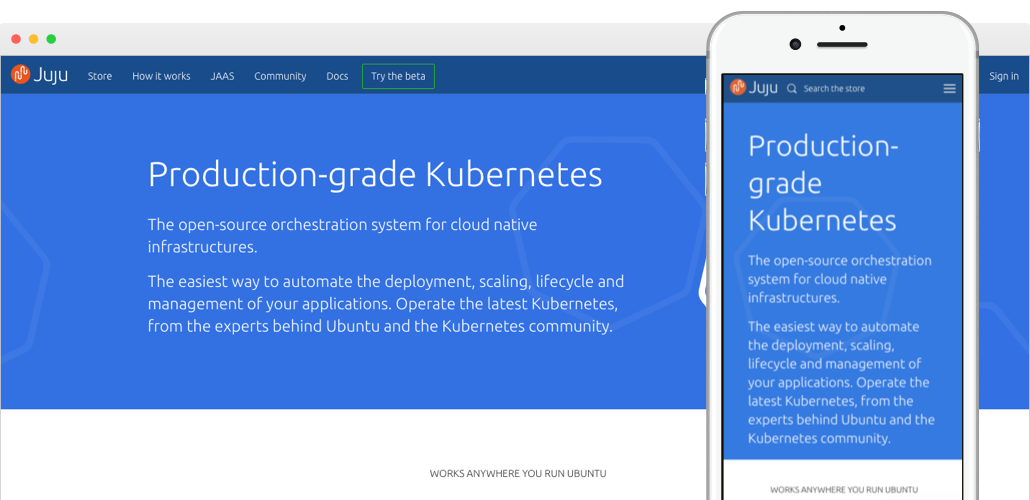 Juju Store How it works JAAS Community Docs Try the beta Sign in
Production-grade Kubernetes
The open-source orchestration system for cloud native
infrastructures.
The easiest way to automate the deployment, scaling, lifecycle and
management of your applications. Operate the latest Kubernetes,
from the experts behind Ubuntu and the Kubernetes community.
WORKS ANYWHERE YOU RUN UBUNTU
Juju Search the store
Production-
grade
Kubernetes
The open-source orchestration
system for cloud native
infrastructures.
The easiest way to automate
the deployment, scaling,
lifecycle and management of
your applications. Operate the
latest Kubernetes, from the
experts behind Ubuntu and the
Kubernetes community.
WORKS ANYWHERE YOU RUN UBUNTU